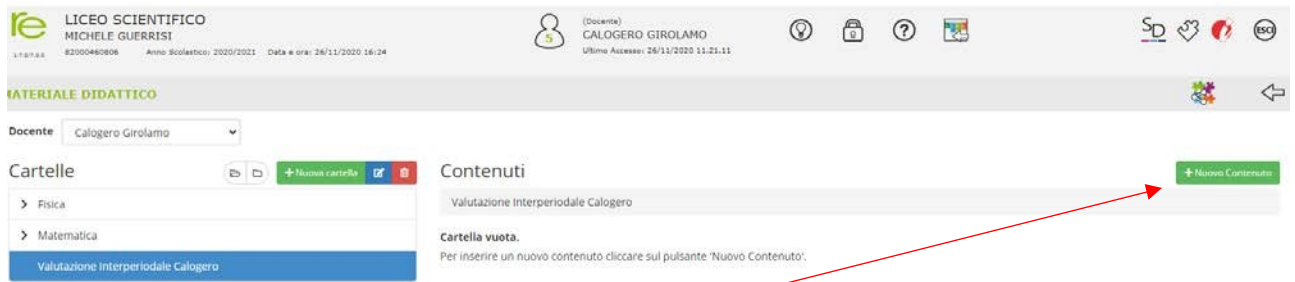 re LICEO SCIENTIFICO
MICHELE GUERRISI
82000460806 Anno Scolastico: 2020/2021 Data e ora: 26/11/2020 16:24
(Docente)
CALOGERO GIROLAMO
Ultimo Accesso: 26/11/2020 11.21.11
S
?
SD
ESCI
MATERIALE DIDATTICO
Docente Calogero Girolamo
Cartelle
+ Nuova cartella
Contenuti
+ Nuovo Contenuto
Fisica
Valutazione Interperiodale Calogero
Matematica
Cartella vuota.
Valutazione Interperiodale Calogero
Per inserire un nuovo contenuto cliccare sul pulsante 'Nuovo Contenuto'.